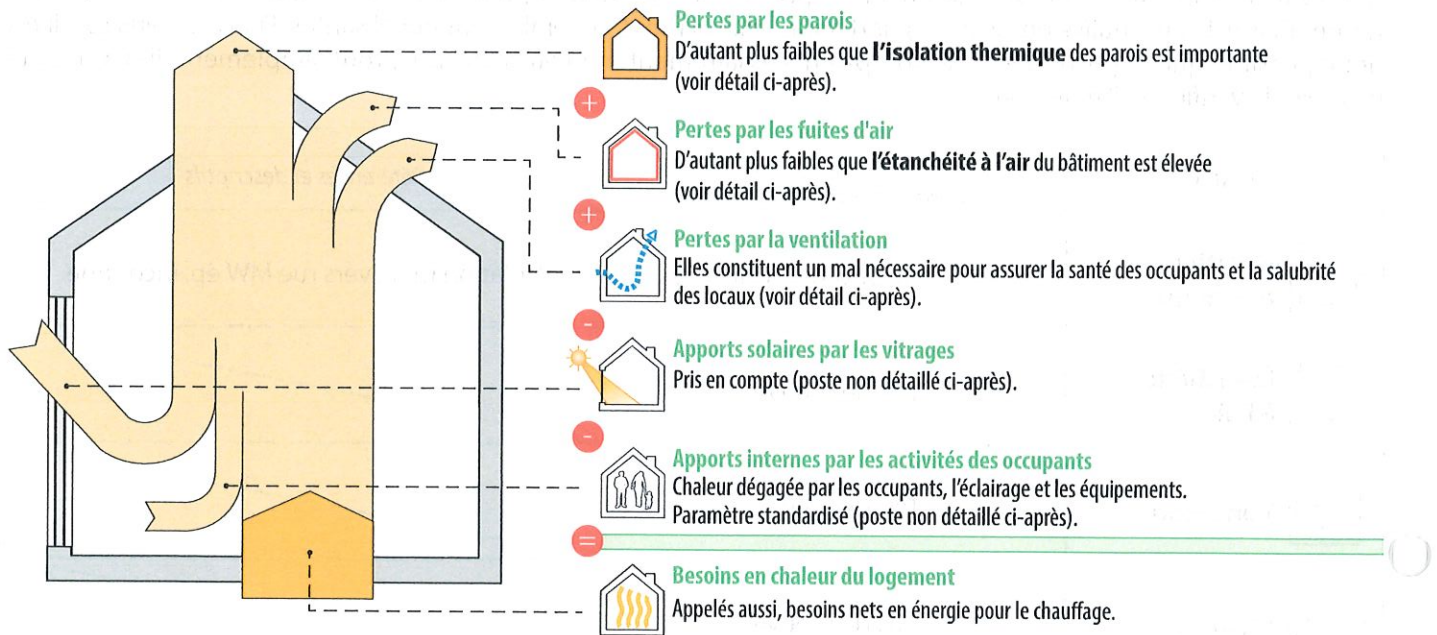 Pertes par les parois
D'autant plus faibles que l'isolation thermique des parois est importante
(voir détail ci-après).
+
Pertes par les fuites d'air
D'autant plus faibles que l'étanchéité à l'air du bâtiment est élevée
(voir détail ci-après).
+
Pertes par la ventilation
Elles constituent un mal nécessaire pour assurer la santé des occupants et la salubrité
des locaux (voir détail ci-après).
-
Apports solaires par les vitrages
Pris en compte (poste non détaillé ci-après).
-
Apports internes par les activités des occupants
Chaleur dégagée par les occupants, l'éclairage et les équipements.
Paramètre standardisé (poste non détaillé ci-après).
=
Besoins en chaleur du logement
Appelés aussi, besoins nets en énergie pour le chauffage.